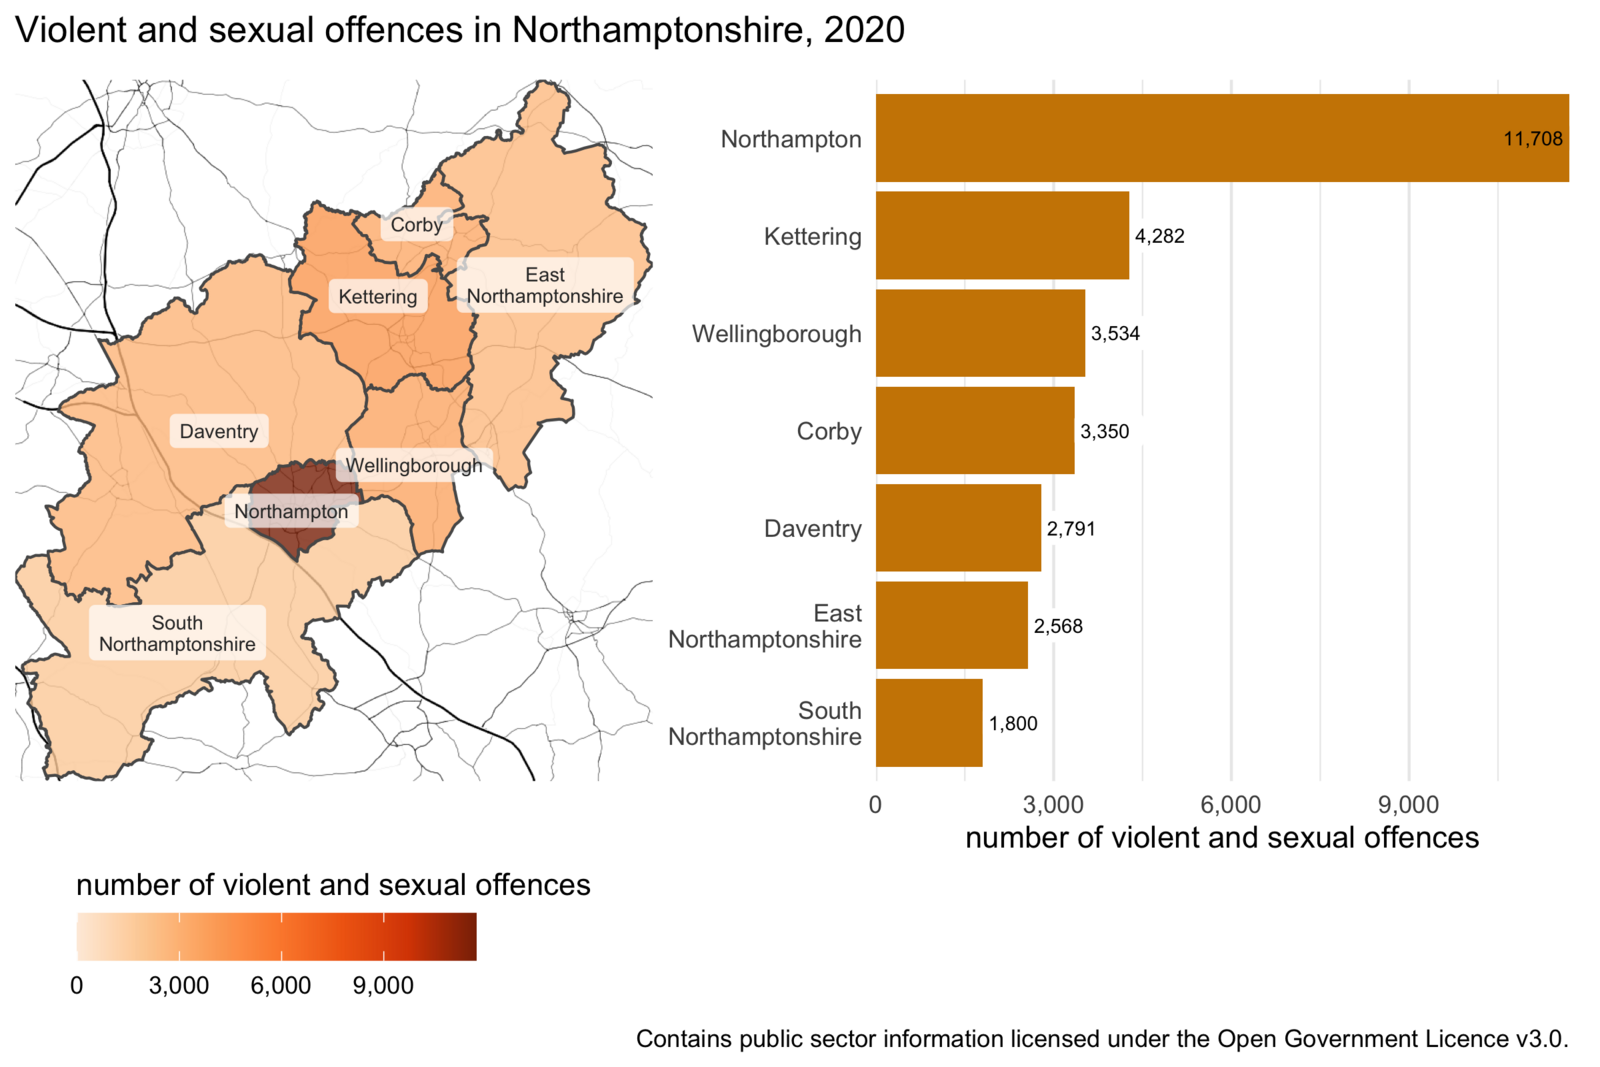 Violent and sexual offences in Northamptonshire, 2020
Corby
East
Northamptonshire
Kettering
Daventry
Wellingborough
Northampton
South
Northamptonshire
number of violent and sexual offences
0
3,000
6,000
9,000
Northampton
11,708
Kettering
4,282
Wellingborough
3,534
Corby
3,350
Daventry
2,791
East
Northamptonshire
2,568
South
Northamptonshire
1,800
0
3,000
6,000
9,000
number of violent and sexual offences
Contains public sector information licensed under the Open Government Licence v3.0.